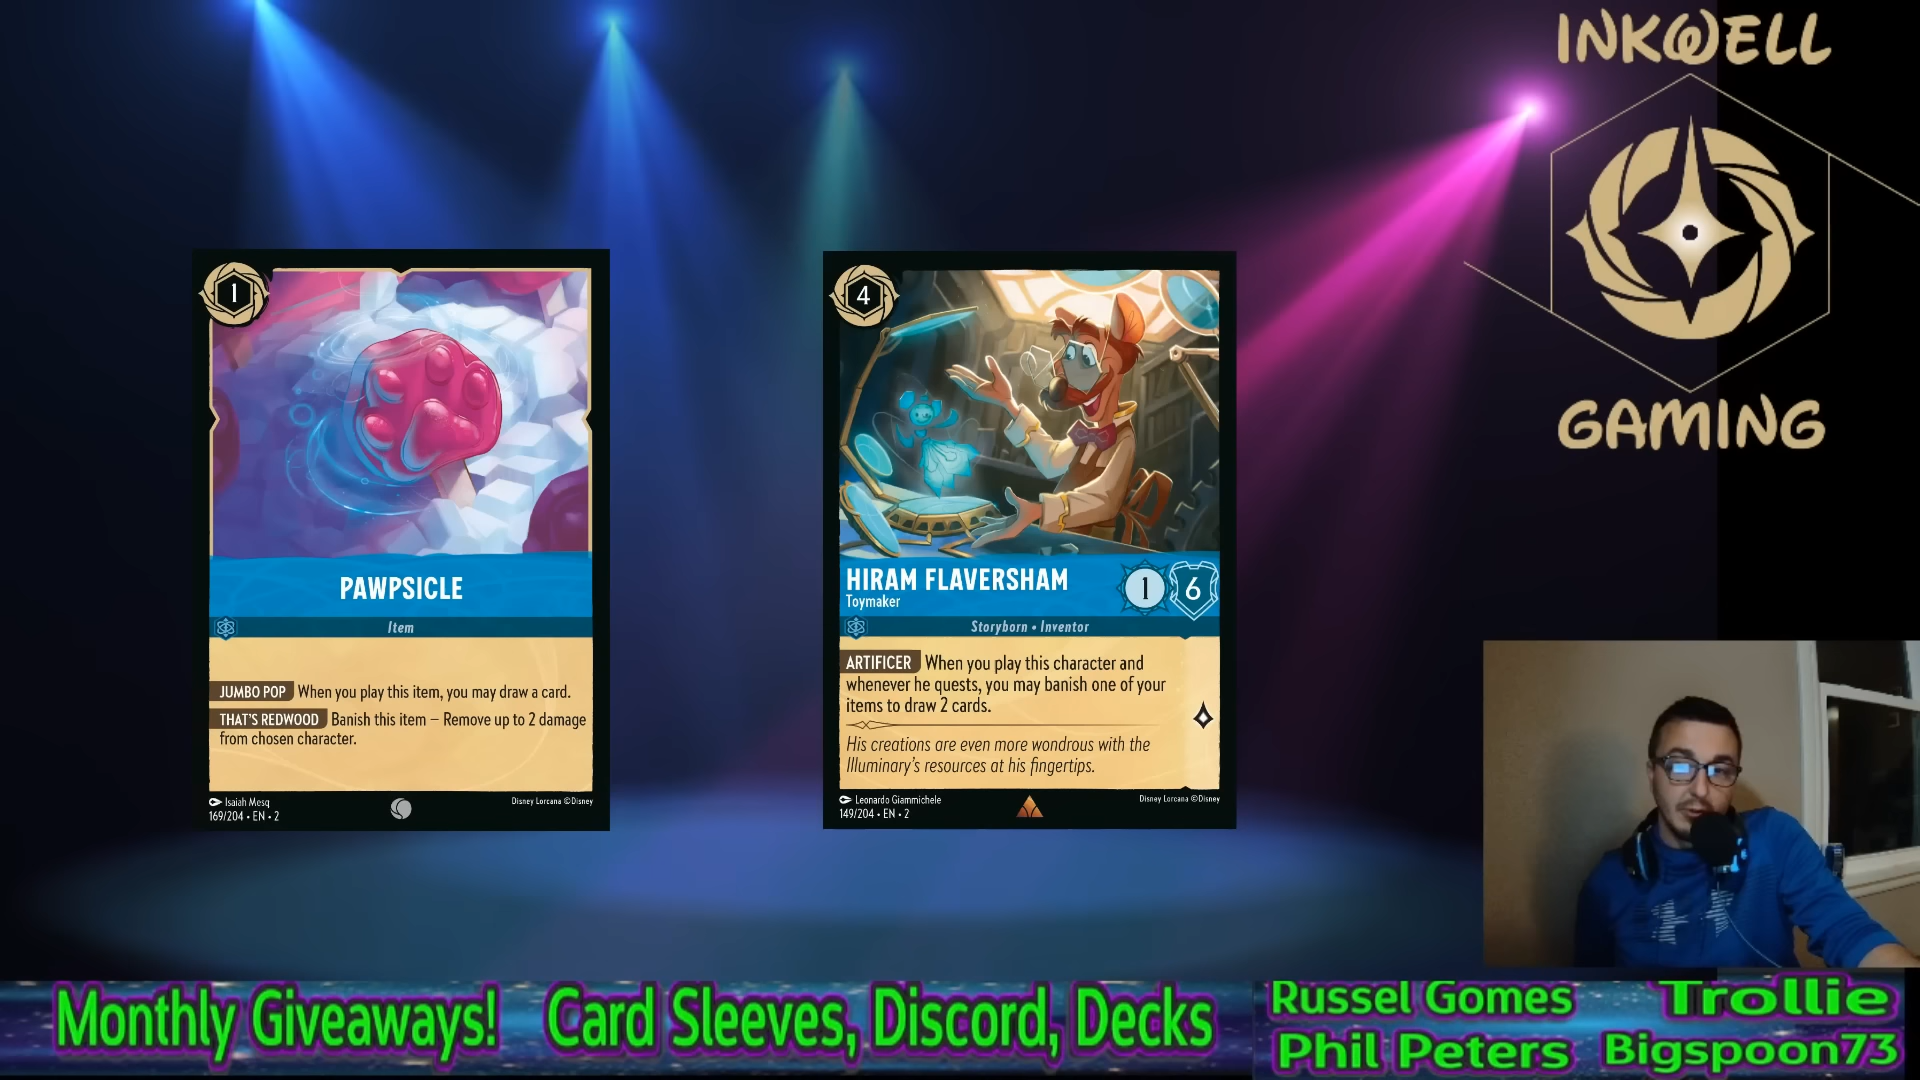 INKWELL
GAMING
1
PAWPSICLE
Item
JUMBO POP When you play this item, you may draw a card.
THAT'S REDWOOD Banish this item – Remove up to 2 damage
from chosen character.
Isaiah Mesq
169/204 • EN • 2
Disney Lorcana ©Disney
4
HIRAM FLAVERSHAM
Toymaker
1
6
Storyborn • Inventor
ARTIFICER When you play this character and
whenever he quests, you may banish one of your
items to draw 2 cards.
His creations are even more wondrous with the
Illuminary's resources at his fingertips.
Leonardo Giammichele
149/204 • EN • 2
Disney Lorcana ©Disney
Monthly Giveaways! Card Sleeves, Discord, Decks
Russel Gomes Trollie
Phil Peters Bigspoon73